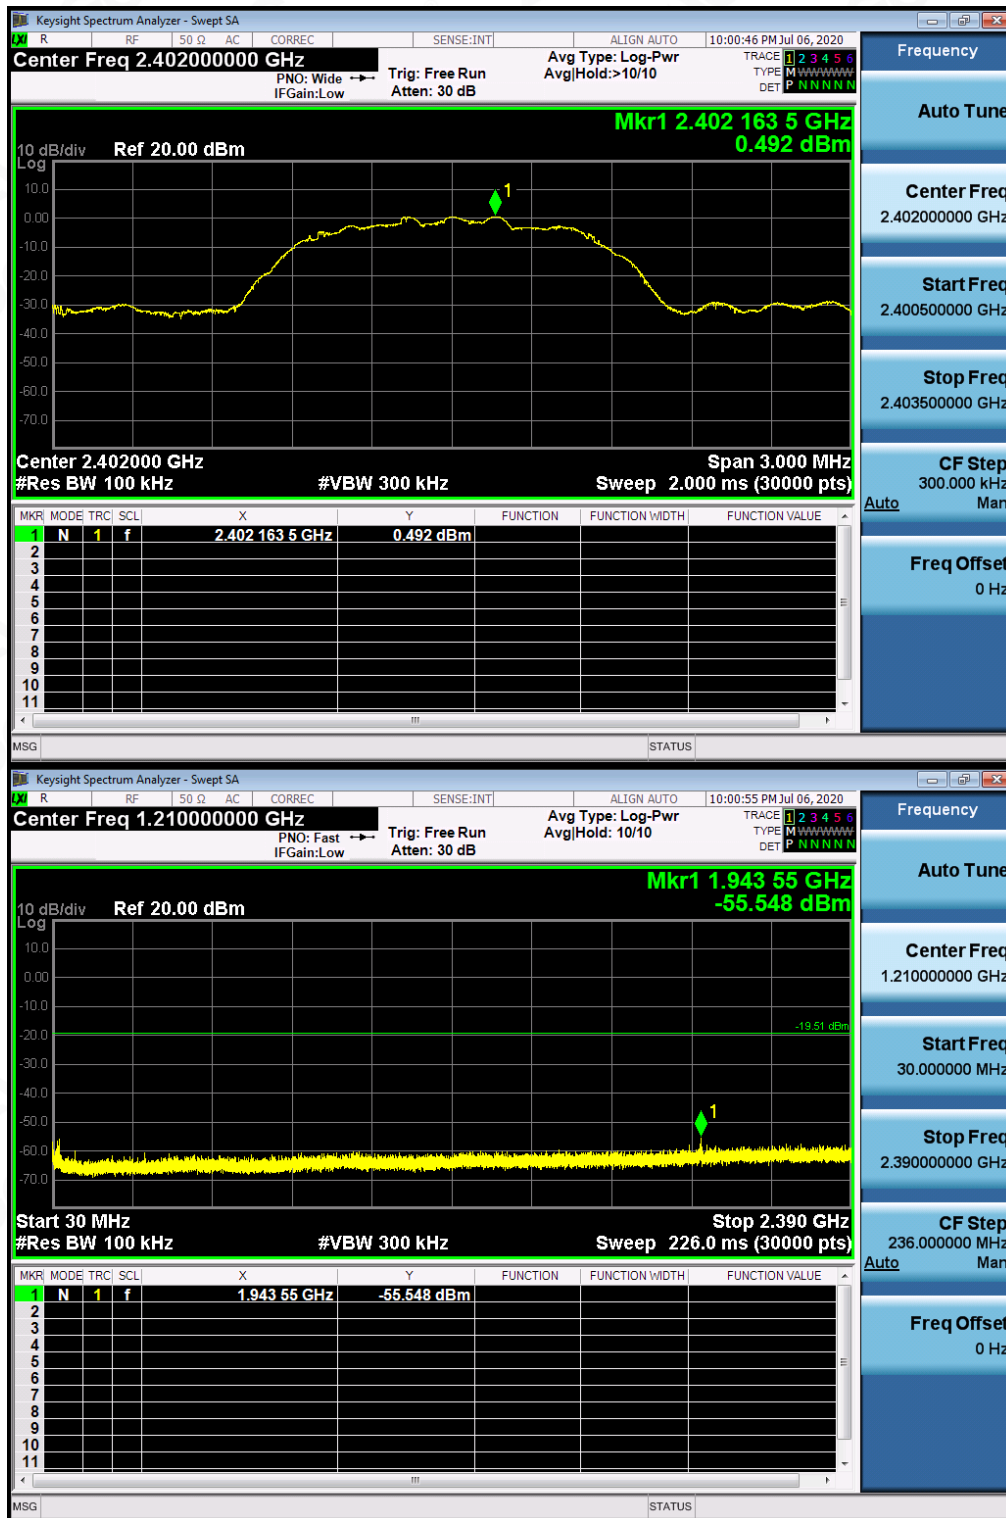 Keysight Spectrum Analyzer - Swept SA
LXI R RF 50 Ω AC CORREC SENSE:INT ALIGN AUTO 10:00:46 PM Jul 06, 2020
Center Freq 2.402000000 GHz
PNO: Wide
IFGain:Low
Trig: Free Run
Atten: 30 dB
Avg Type: Log-Pwr
Avg|Hold:>10/10
TRACE 1 2 3 4 5 6
TYPE M WWWWW
DET P N N N N N
Mkr1 2.402 163 5 GHz
0.492 dBm
10 dB/div Ref 20.00 dBm
Log
10.0
0.00
-10.0
-20.0
-30.0
-40.0
-50.0
-60.0
-70.0
1
Center 2.402000 GHz Span 3.000 MHz
#Res BW 100 kHz #VBW 300 kHz Sweep 2.000 ms (30000 pts)
MKR MODE TRC SCL X Y FUNCTION FUNCTION WIDTH FUNCTION VALUE
1 N 1 f 2.402 163 5 GHz 0.492 dBm
2
3
4
5
6
7
8
9
10
11
MSG STATUS
Frequency
Auto Tune
Center Freq
2.402000000 GHz
Start Freq
2.400500000 GHz
Stop Freq
2.403500000 GHz
CF Step
300.000 kHz
Auto Man
Freq Offset
0 Hz
Keysight Spectrum Analyzer - Swept SA
LXI R RF 50 Ω AC CORREC SENSE:INT ALIGN AUTO 10:00:55 PM Jul 06, 2020
Center Freq 1.210000000 GHz
PNO: Fast
IFGain:Low
Trig: Free Run
Atten: 30 dB
Avg Type: Log-Pwr
Avg|Hold: 10/10
TRACE 1 2 3 4 5 6
TYPE M WWWWW
DET P N N N N N
Mkr1 1.943 55 GHz
-55.548 dBm
10 dB/div Ref 20.00 dBm
Log
10.0
0.00
-10.0
-20.0
-30.0
-40.0
-50.0
-60.0
-70.0
-19.51 dBm
1
Start 30 MHz Stop 2.390 GHz
#Res BW 100 kHz #VBW 300 kHz Sweep 226.0 ms (30000 pts)
MKR MODE TRC SCL X Y FUNCTION FUNCTION WIDTH FUNCTION VALUE
1 N 1 f 1.943 55 GHz -55.548 dBm
2
3
4
5
6
7
8
9
10
11
MSG STATUS
Frequency
Auto Tune
Center Freq
1.210000000 GHz
Start Freq
30.000000 MHz
Stop Freq
2.390000000 GHz
CF Step
236.000000 MHz
Auto Man
Freq Offset
0 Hz